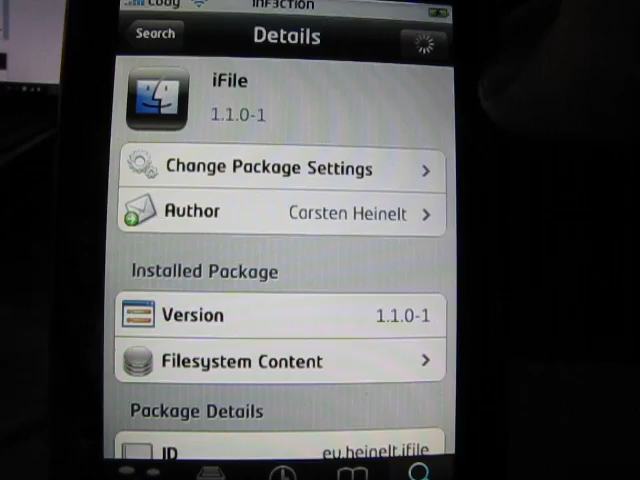 Cody INF3CTION
Search Details
iFile
1.1.0-1
Change Package Settings
Author Carsten Heinelt
Installed Package
Version 1.1.0-1
Filesystem Content
Package Details
ID eu.heinelt.ifile